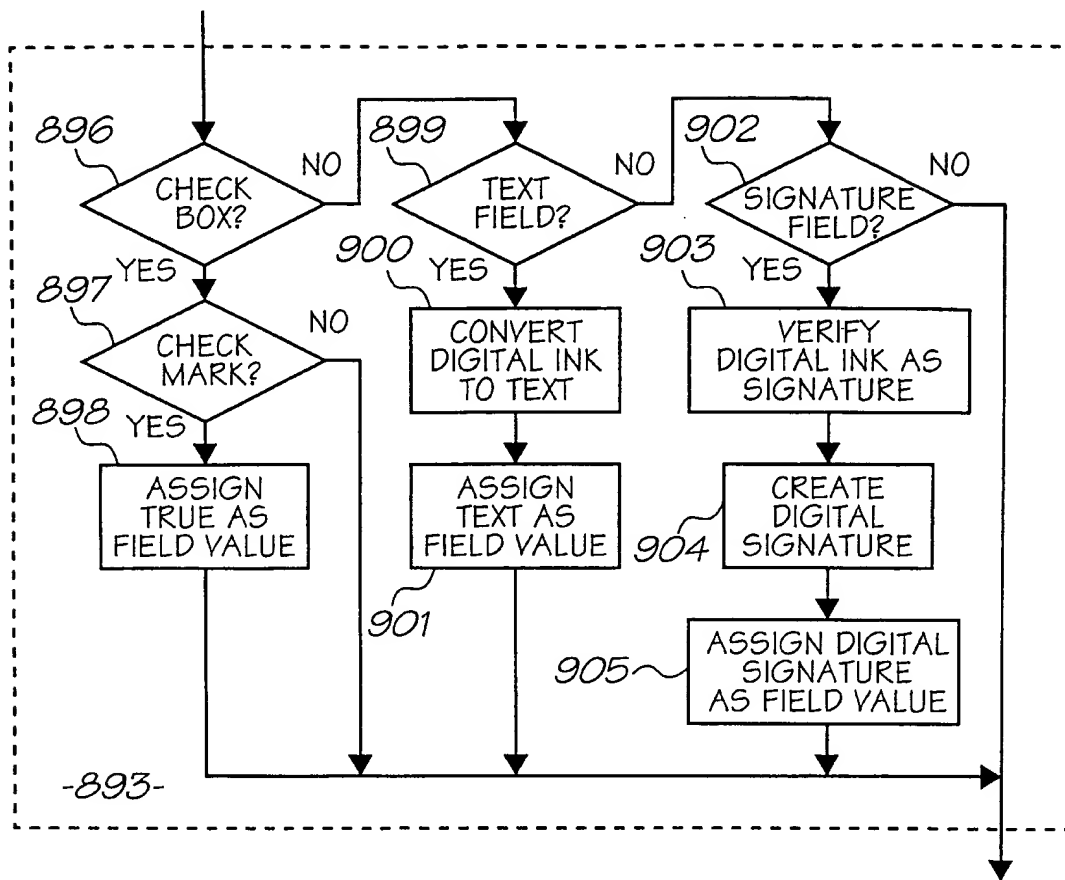 896
CHECK
BOX?
NO
YES
897
CHECK
MARK?
NO
YES
898
ASSIGN
TRUE AS
FIELD VALUE
899
TEXT
FIELD?
NO
YES
900
CONVERT
DIGITAL INK
TO TEXT
ASSIGN
TEXT AS
FIELD VALUE
901
902
SIGNATURE
FIELD?
NO
YES
903
VERIFY
DIGITAL INK AS
SIGNATURE
CREATE
DIGITAL
SIGNATURE
904
905
ASSIGN DIGITAL
SIGNATURE
AS FIELD VALUE
-893-